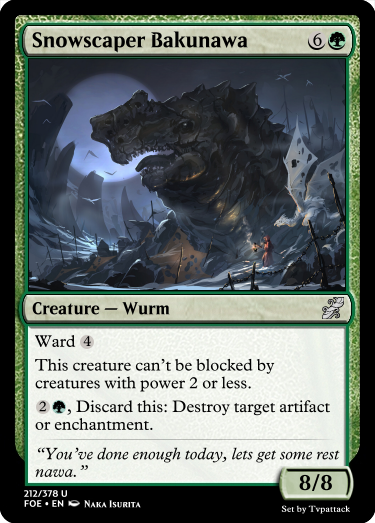 Snowscaper Bakunawa 6
Creature — Wurm
Ward 4
This creature can't be blocked by
creatures with power 2 or less.
2, Discard this: Destroy target artifact
or enchantment.
"You've done enough today, lets get some rest
nawa."
8/8
212/378 U
FOE • EN Naka Isurita
Set by Tvpattack